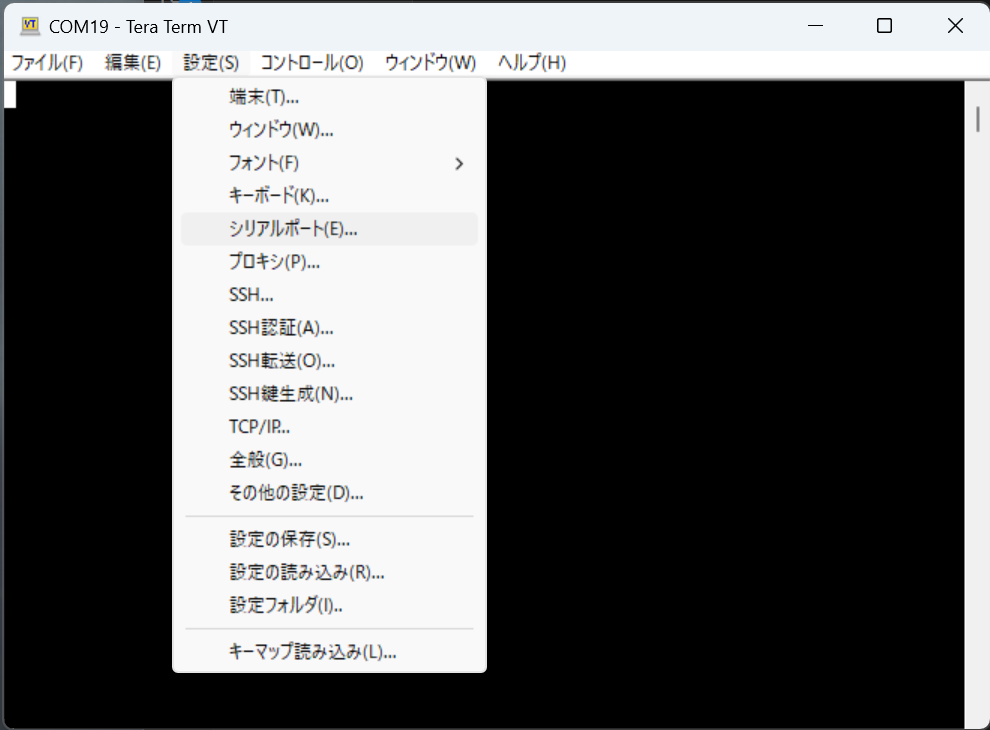 COM19 - Tera Term VT
ファイル(F) 編集(E) 設定(S) コントロール(O) ウィンドウ(W) ヘルプ(H)
端末(T)...
ウィンドウ(W)...
フォント(F)
キーボード(K)...
シリアルポート(E)...
プロキシ(P)...
SSH...
SSH認証(A)...
SSH転送(O)...
SSH鍵生成(N)...
TCP/IP...
全般(G)...
その他の設定(D)...
設定の保存(S)...
設定の読み込み(R)...
設定フォルダ(I)..
キーマップ読み込み(L)...